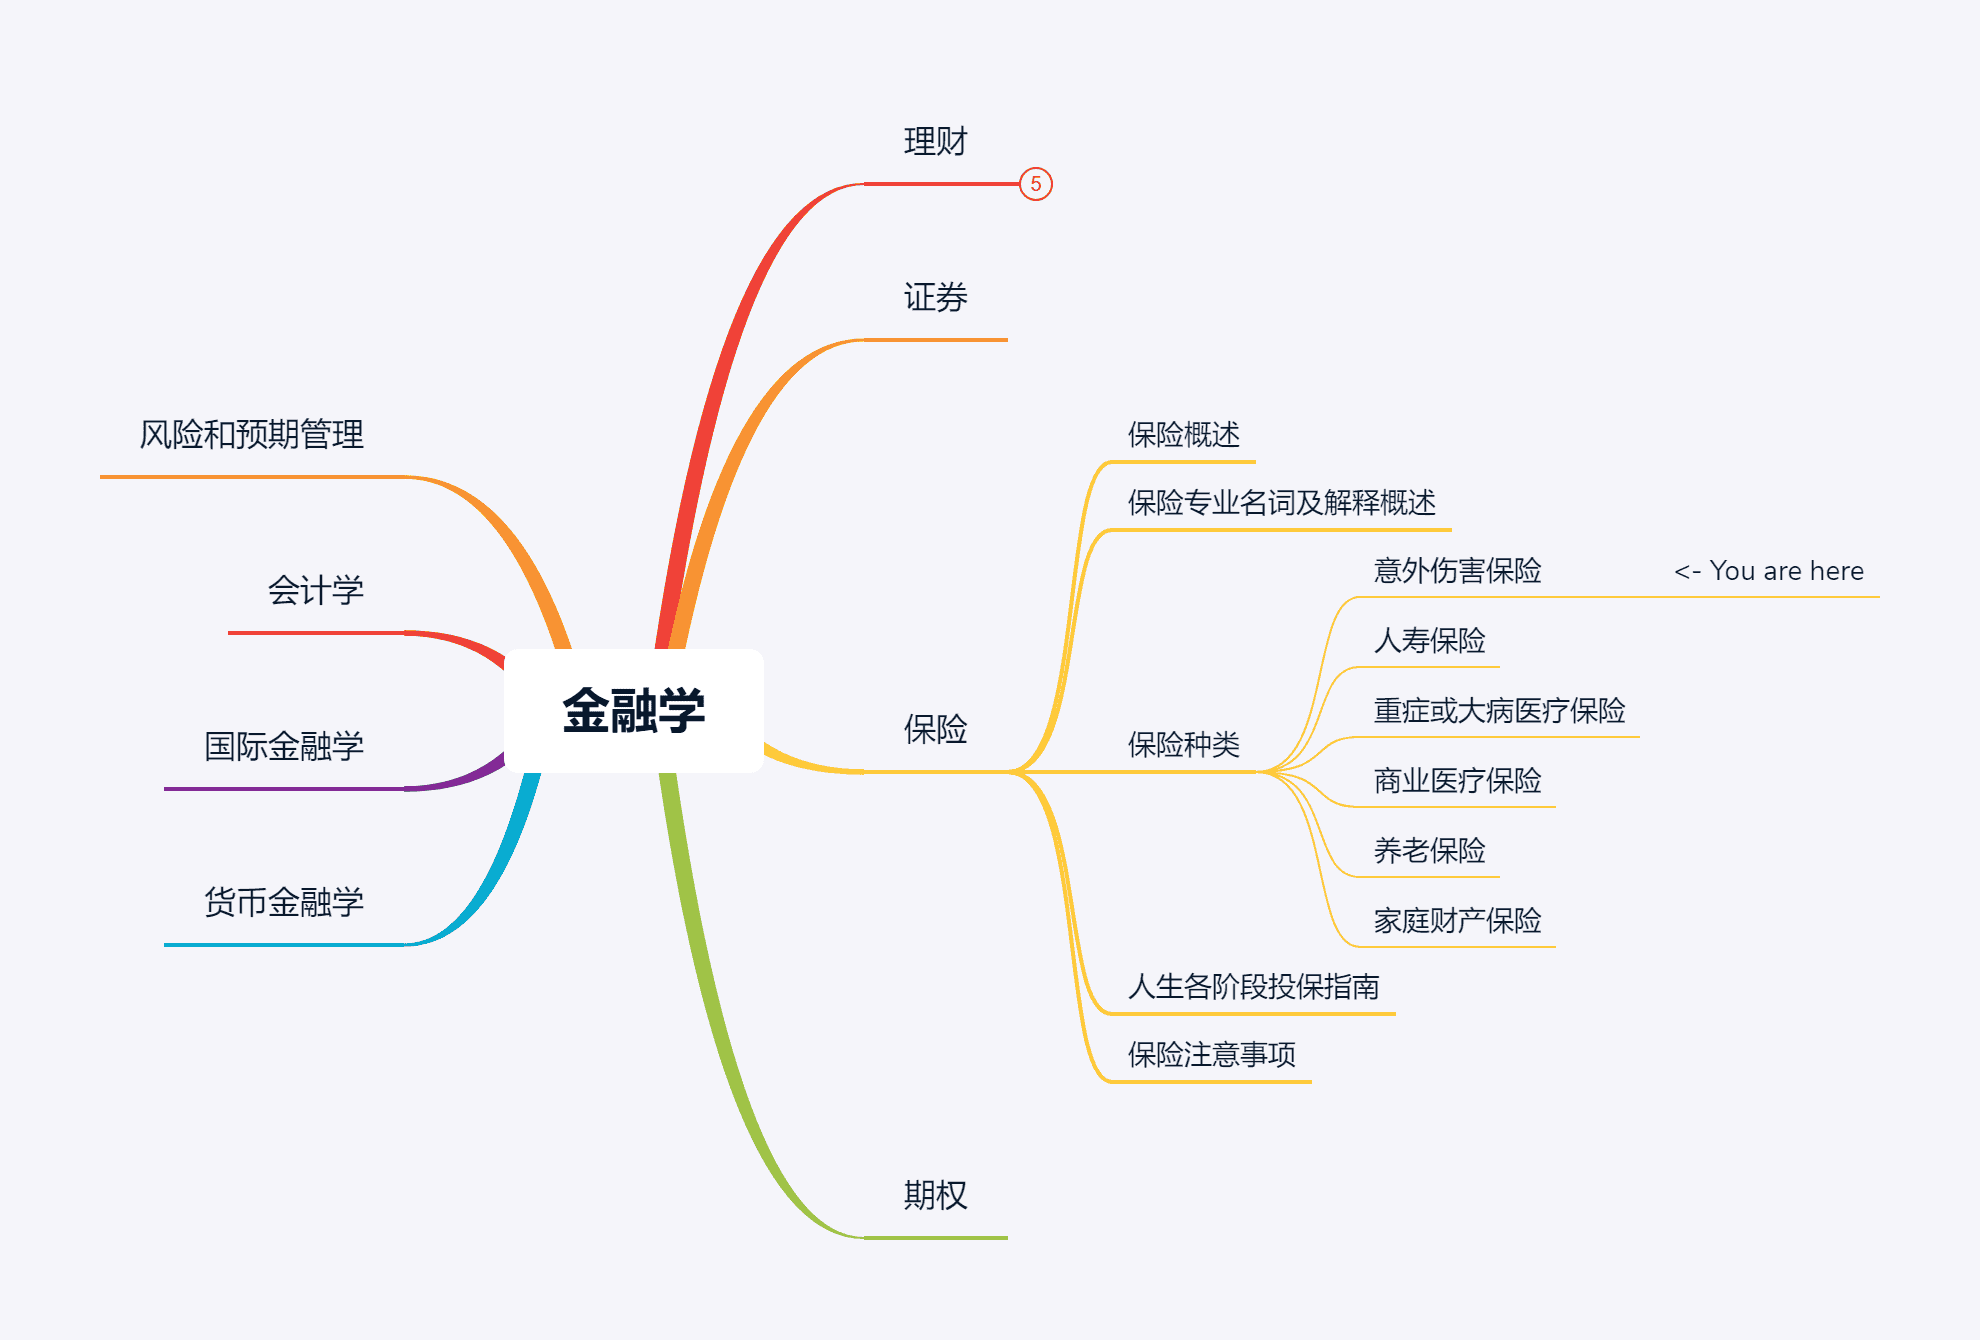 理财
5
证券
风险和预期管理
会计学
国际金融学
货币金融学
金融学
保险
保险概述
保险专业名词及解释概述
保险种类
意外伤害保险
<- You are here
人寿保险
重症或大病医疗保险
商业医疗保险
养老保险
家庭财产保险
人生各阶段投保指南
保险注意事项
期权